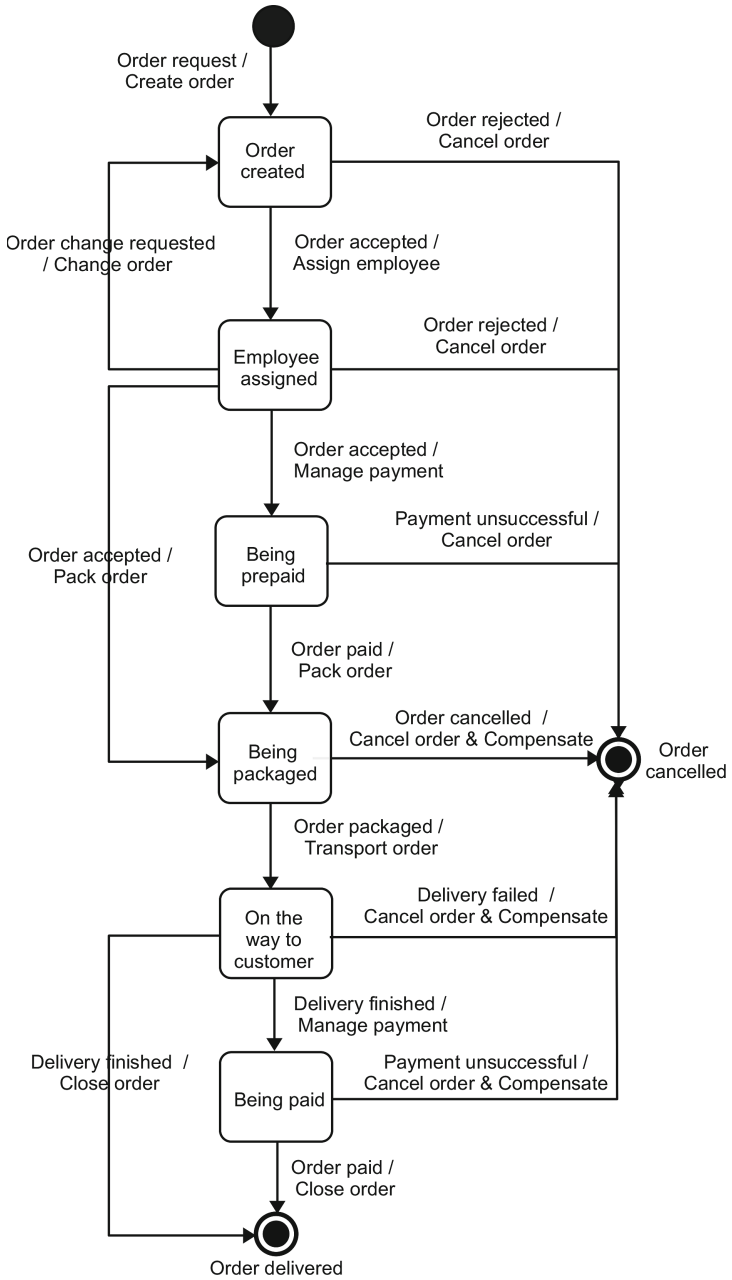 Order request /
Create order
Order rejected /
Cancel order
Order
created
Order change requested
/ Change order
Order accepted /
Assign employee
Order rejected /
Cancel order
Employee
assigned
Order accepted /
Manage payment
Payment unsuccessful /
Cancel order
Order accepted /
Pack order
Being
prepaid
Order paid /
Pack order
Order cancelled /
Cancel order & Compensate
Being
packaged
Order
cancelled
Order packaged /
Transport order
Delivery failed /
Cancel order & Compensate
On the
way to
customer
Delivery finished /
Manage payment
Delivery finished /
Close order
Payment unsuccessful /
Cancel order & Compensate
Being paid
Order paid /
Close order
Order delivered